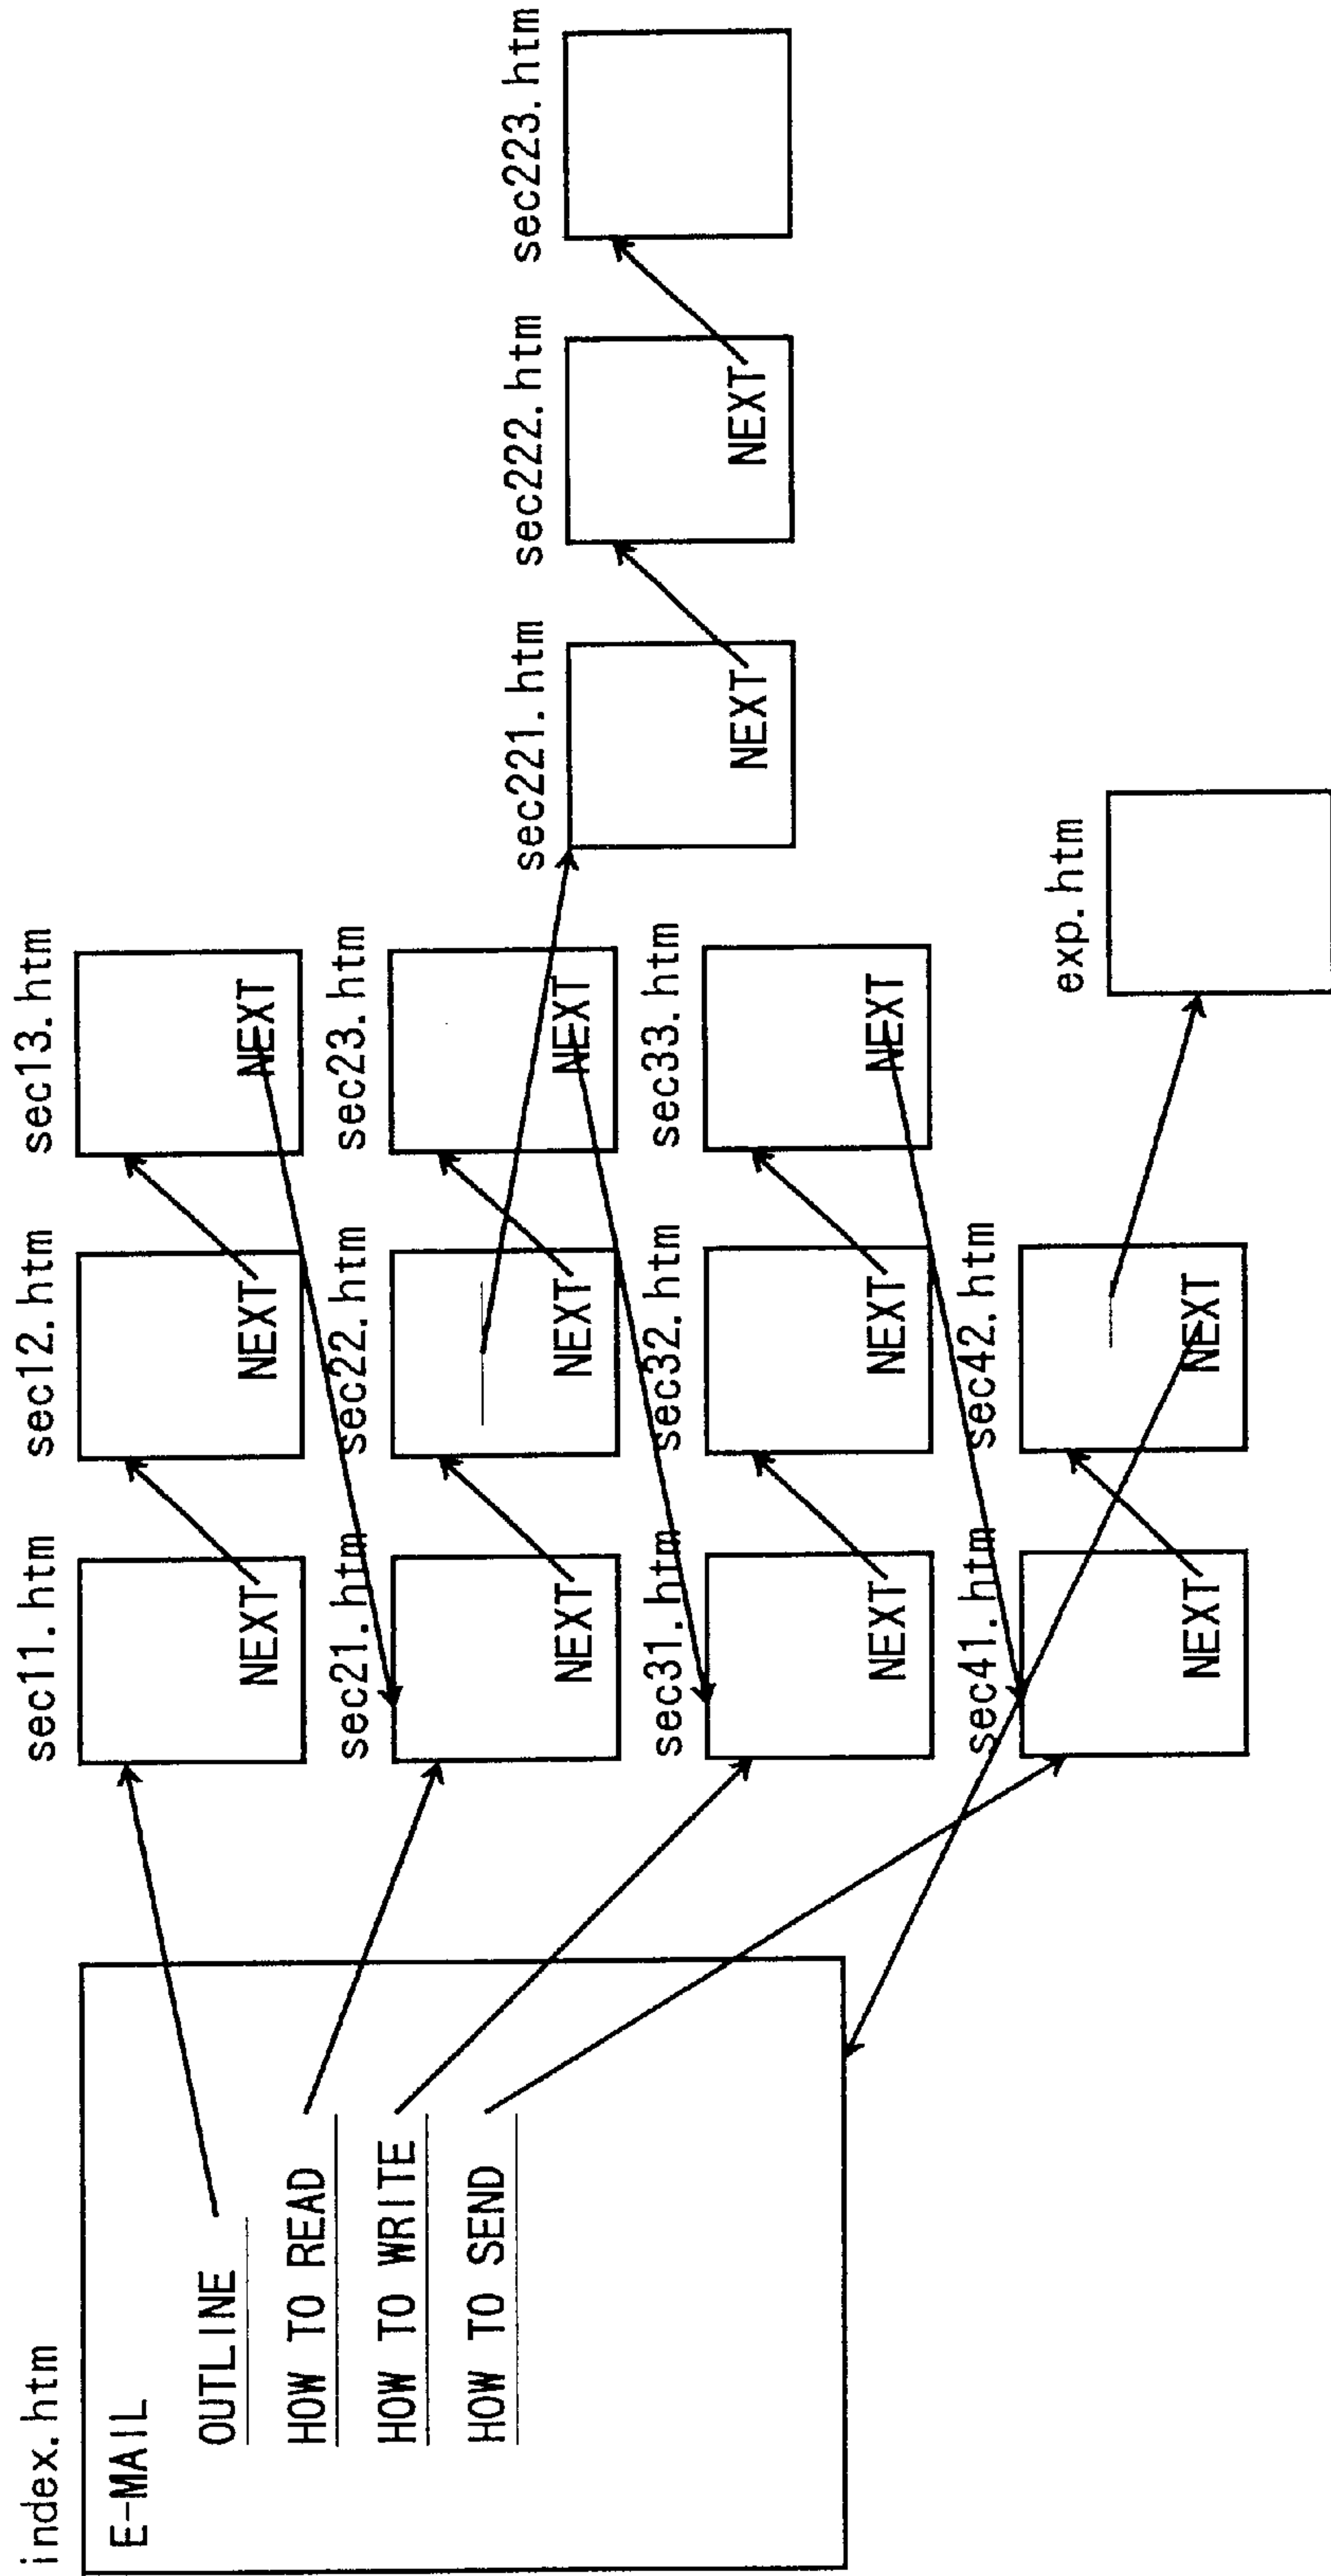 index.htm
E-MAIL
OUTLINE
HOW TO READ
HOW TO WRITE
HOW TO SEND
sec11.htm
NEXT
sec12.htm
NEXT
sec13.htm
NEXT
sec21.htm
NEXT
sec22.htm
NEXT
sec23.htm
NEXT
sec221.htm
NEXT
sec222.htm
NEXT
sec223.htm
sec31.htm
NEXT
sec32.htm
NEXT
sec33.htm
NEXT
sec41.htm
NEXT
sec42.htm
NEXT
exp.htm